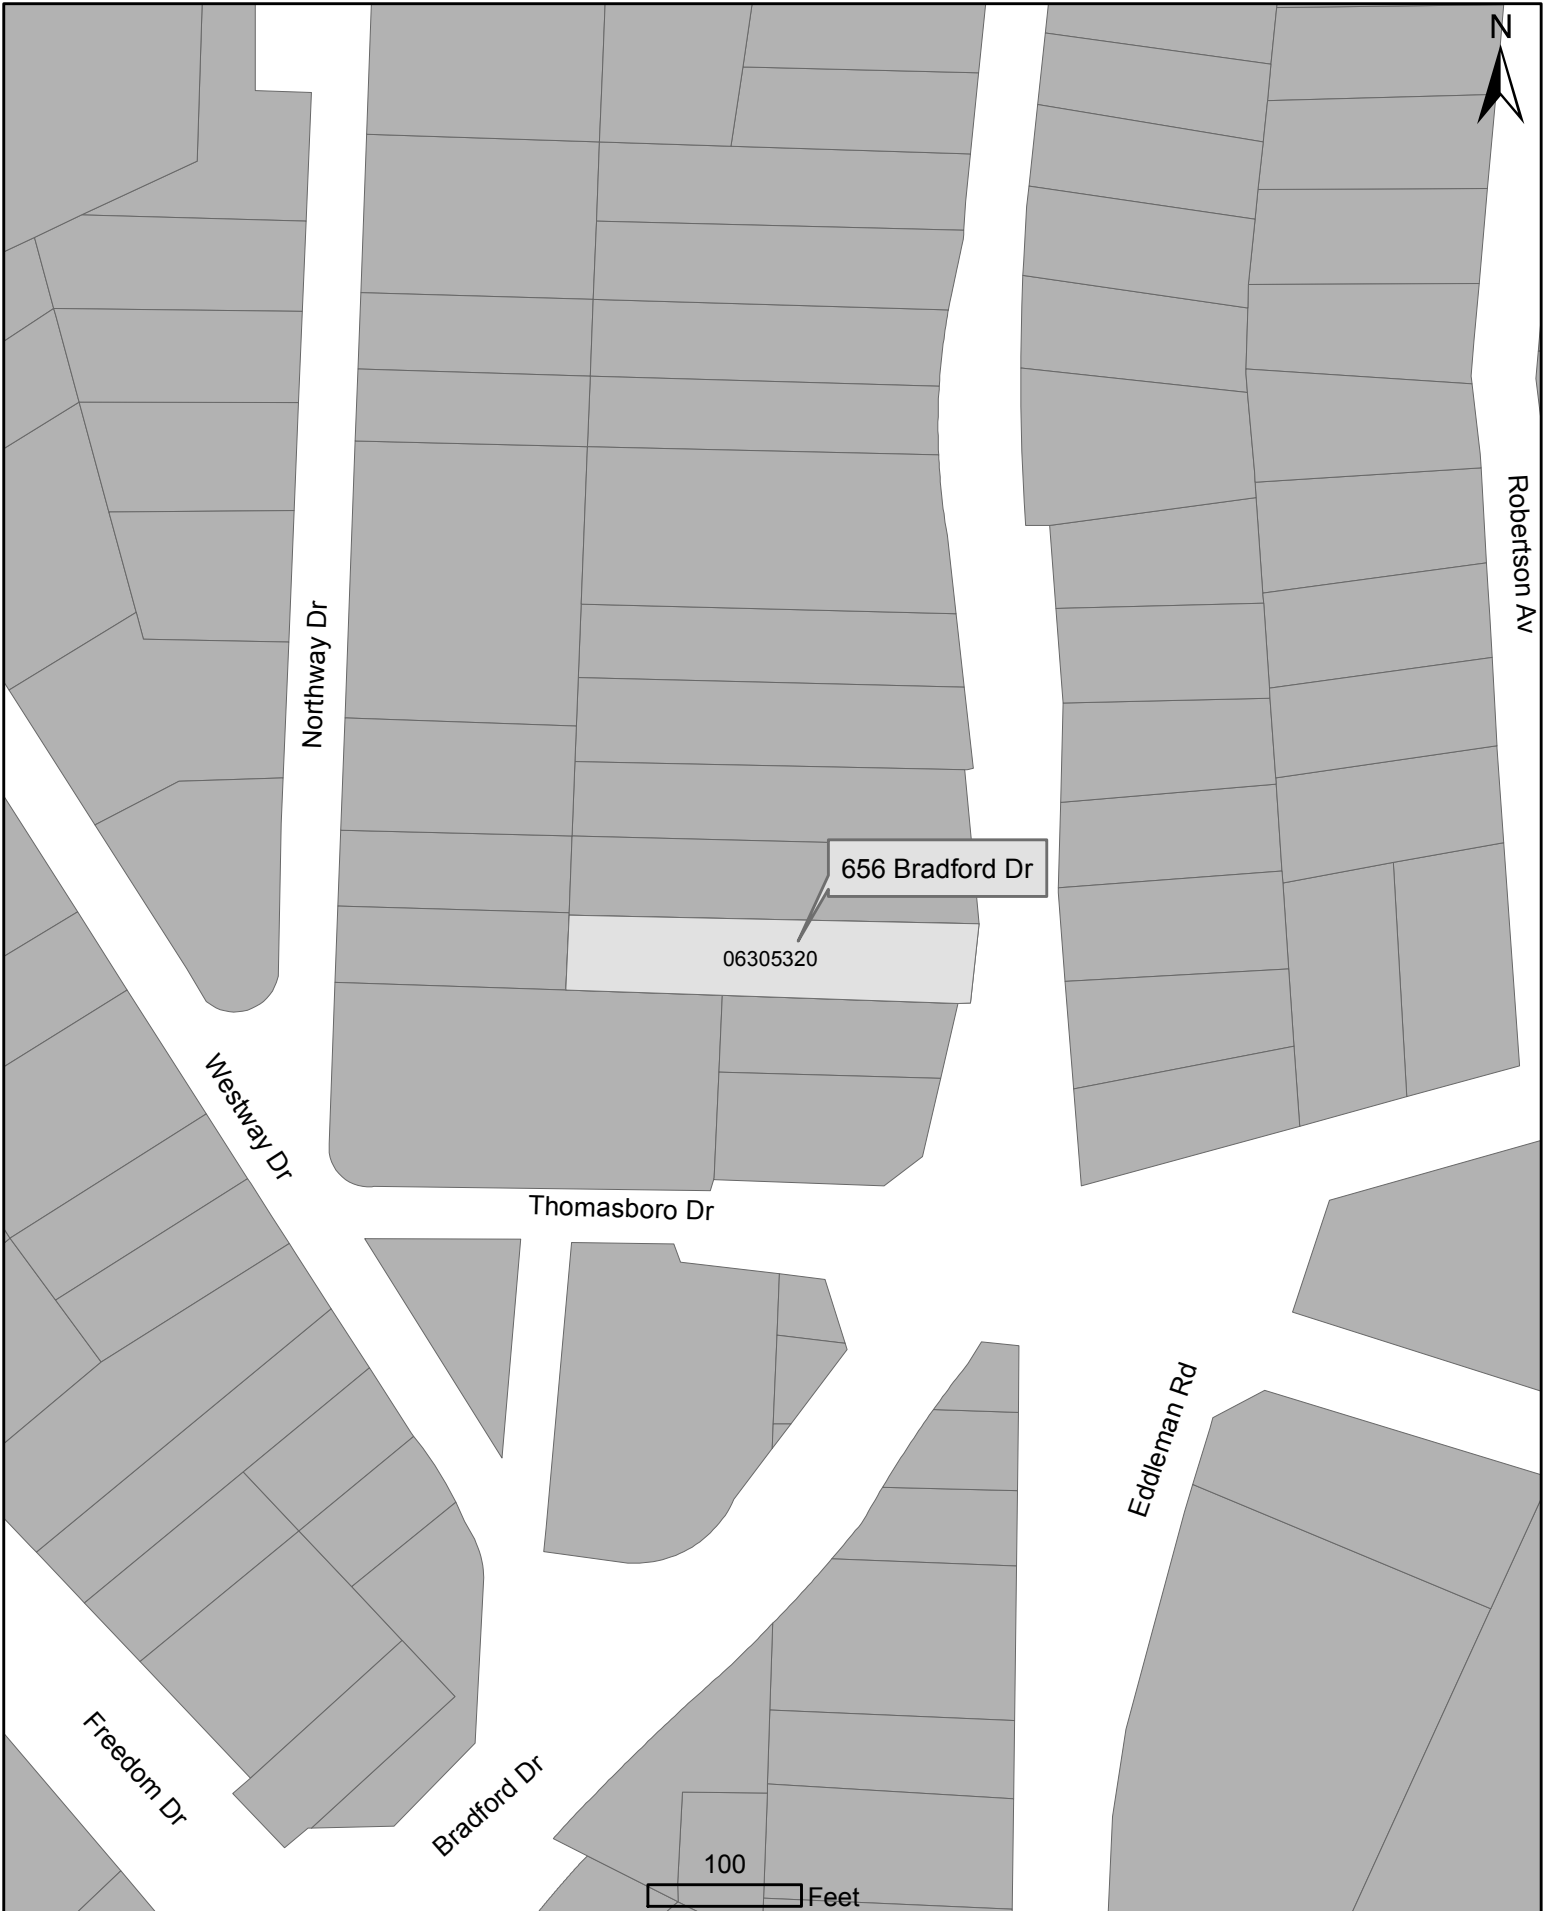 N
Robertson Av
Northway Dr
656 Bradford Dr
06305320
Westway Dr
Thomasboro Dr
Eddleman Rd
Freedom Dr
Bradford Dr
100
Feet